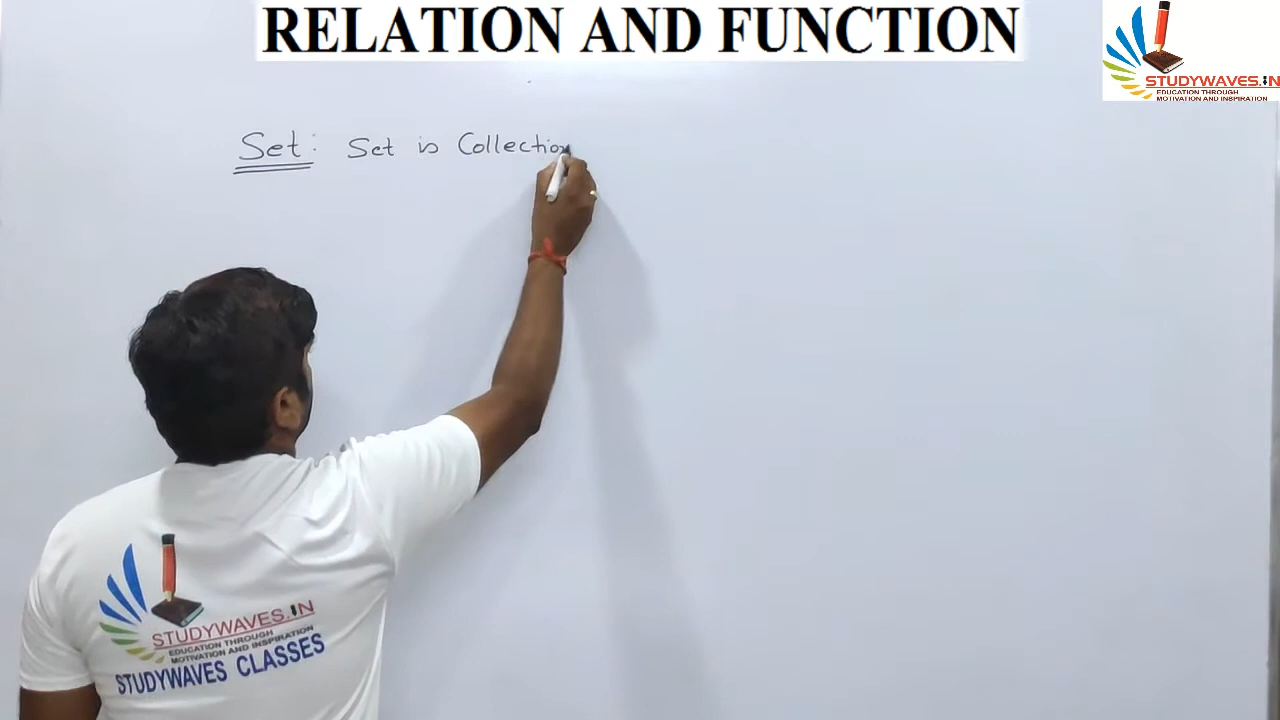 RELATION AND FUNCTION
STUDYWAVES.IN
EDUCATION THROUGH
MOTIVATION AND INSPIRATION
Set: Set is Collection
STUDYWAVES.IN
EDUCATION THROUGH
MOTIVATION AND INSPIRATION
STUDYWAVES CLASSES